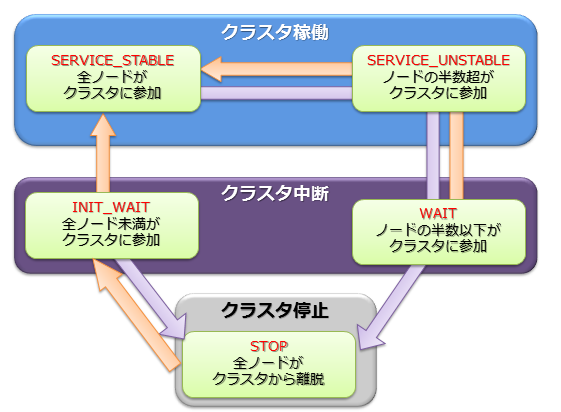 クラスタ稼働
SERVICE_STABLE
全ノードが
クラスタに参加
SERVICE_UNSTABLE
ノードの半数超が
クラスタに参加
クラスタ中断
INIT_WAIT
全ノード未満が
クラスタに参加
WAIT
ノードの半数以下が
クラスタに参加
クラスタ停止
STOP
全ノードが
クラスタから離脱